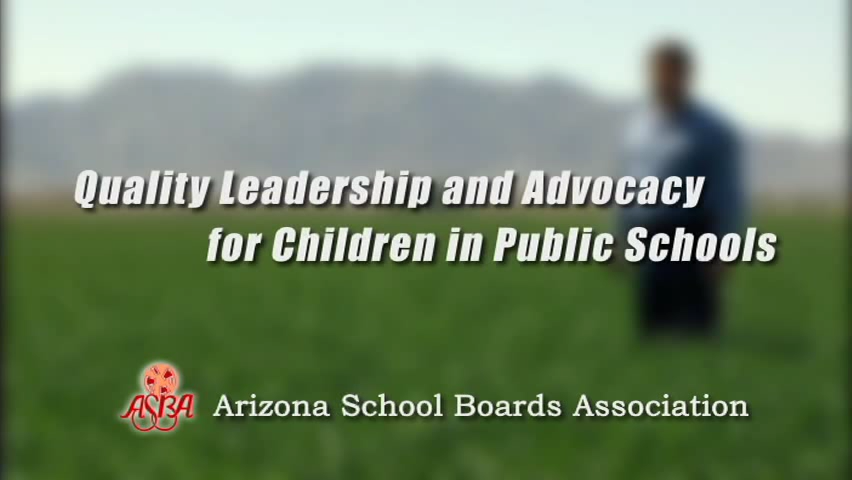 Quality Leadership and Advocacy
for Children in Public Schools
ASBA Arizona School Boards Association